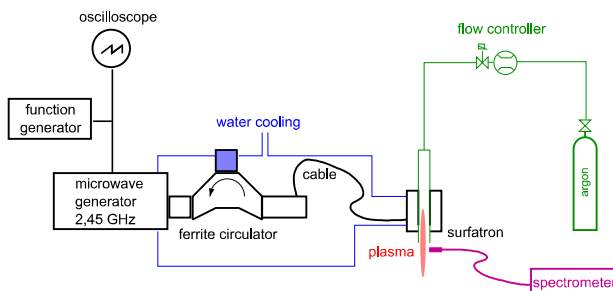 oscilloscope
flow controller
function
generator
water cooling
microwave
generator
2,45 GHz
cable
argon
ferrite circulator
surfatron
plasma
spectrometer